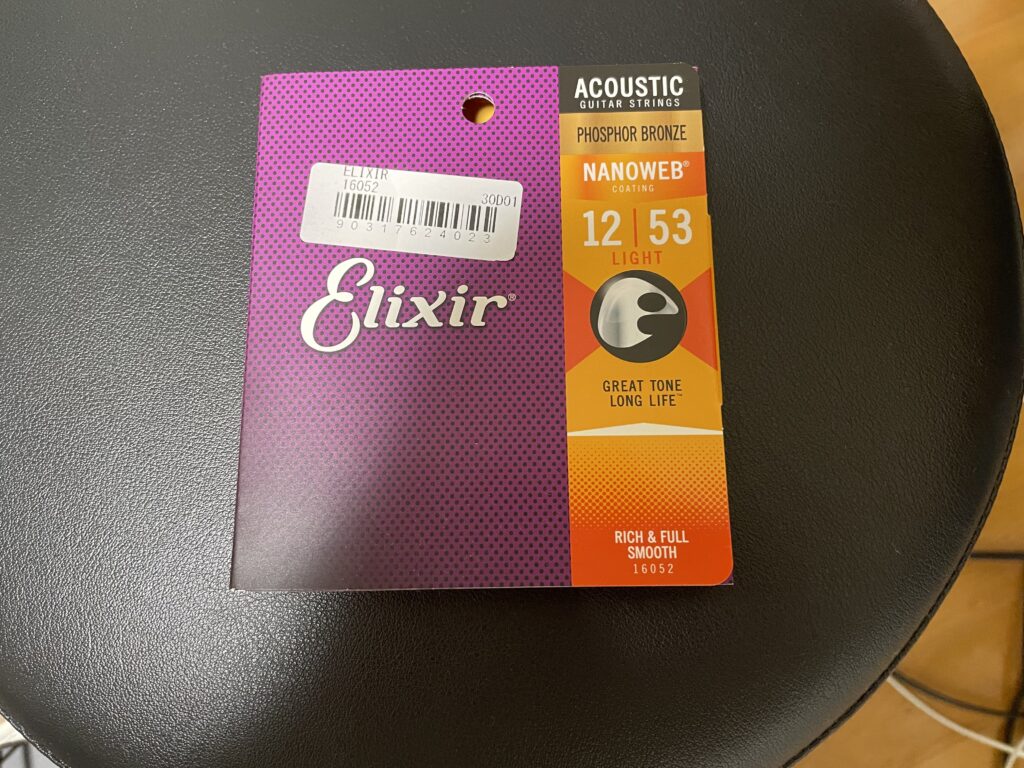 ELIXIR
16052
30D01
90317624023
Elixir®
ACOUSTIC
GUITAR STRINGS
PHOSPHOR BRONZE
NANOWEB®
COATING
12 | 53
LIGHT
GREAT TONE
LONG LIFE™
RICH & FULL
SMOOTH
16052